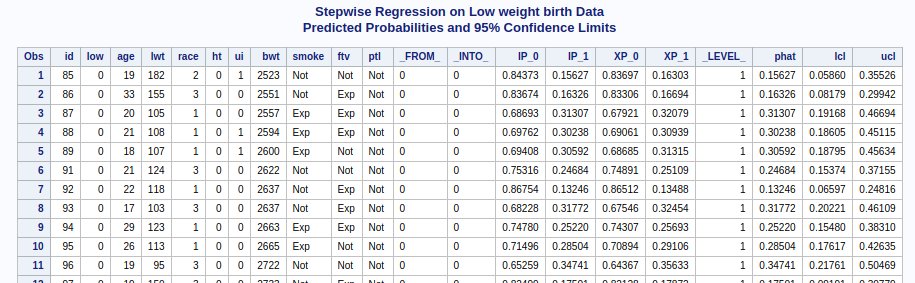 Stepwise Regression on Low weight birth Data
Predicted Probabilities and 95% Confidence Limits
Obs id low age lwt race ht ui bwt smoke ftv ptl _FROM_ _INTO_ IP_0 IP_1 XP_0 XP_1 _LEVEL_ phat lcl ucl
1 85 0 19 182 2 0 1 2523 Not Not Not 0 0 0.84373 0.15627 0.83697 0.16303 1 0.15627 0.05860 0.35526
2 86 0 33 155 3 0 0 2551 Not Exp Not 0 0 0.83674 0.16326 0.83306 0.16694 1 0.16326 0.08179 0.29942
3 87 0 20 105 1 0 0 2557 Exp Exp Not 0 0 0.68693 0.31307 0.67921 0.32079 1 0.31307 0.19168 0.46694
4 88 0 21 108 1 0 1 2594 Exp Exp Not 0 0 0.69762 0.30238 0.69061 0.30939 1 0.30238 0.18605 0.45115
5 89 0 18 107 1 0 1 2600 Exp Not Not 0 0 0.69408 0.30592 0.68685 0.31315 1 0.30592 0.18795 0.45634
6 91 0 21 124 3 0 0 2622 Not Not Not 0 0 0.75316 0.24684 0.74891 0.25109 1 0.24684 0.15374 0.37155
7 92 0 22 118 1 0 0 2637 Not Exp Not 0 0 0.86754 0.13246 0.86512 0.13488 1 0.13246 0.06597 0.24816
8 93 0 17 103 3 0 0 2637 Not Exp Not 0 0 0.68228 0.31772 0.67546 0.32454 1 0.31772 0.20221 0.46109
9 94 0 29 123 1 0 0 2663 Exp Exp Not 0 0 0.74780 0.25220 0.74307 0.25693 1 0.25220 0.15480 0.38310
10 95 0 26 113 1 0 0 2665 Exp Not Not 0 0 0.71496 0.28504 0.70894 0.29106 1 0.28504 0.17617 0.42635
11 96 0 19 95 3 0 0 2722 Not Not Not 0 0 0.65259 0.34741 0.64367 0.35633 1 0.34741 0.21761 0.50469